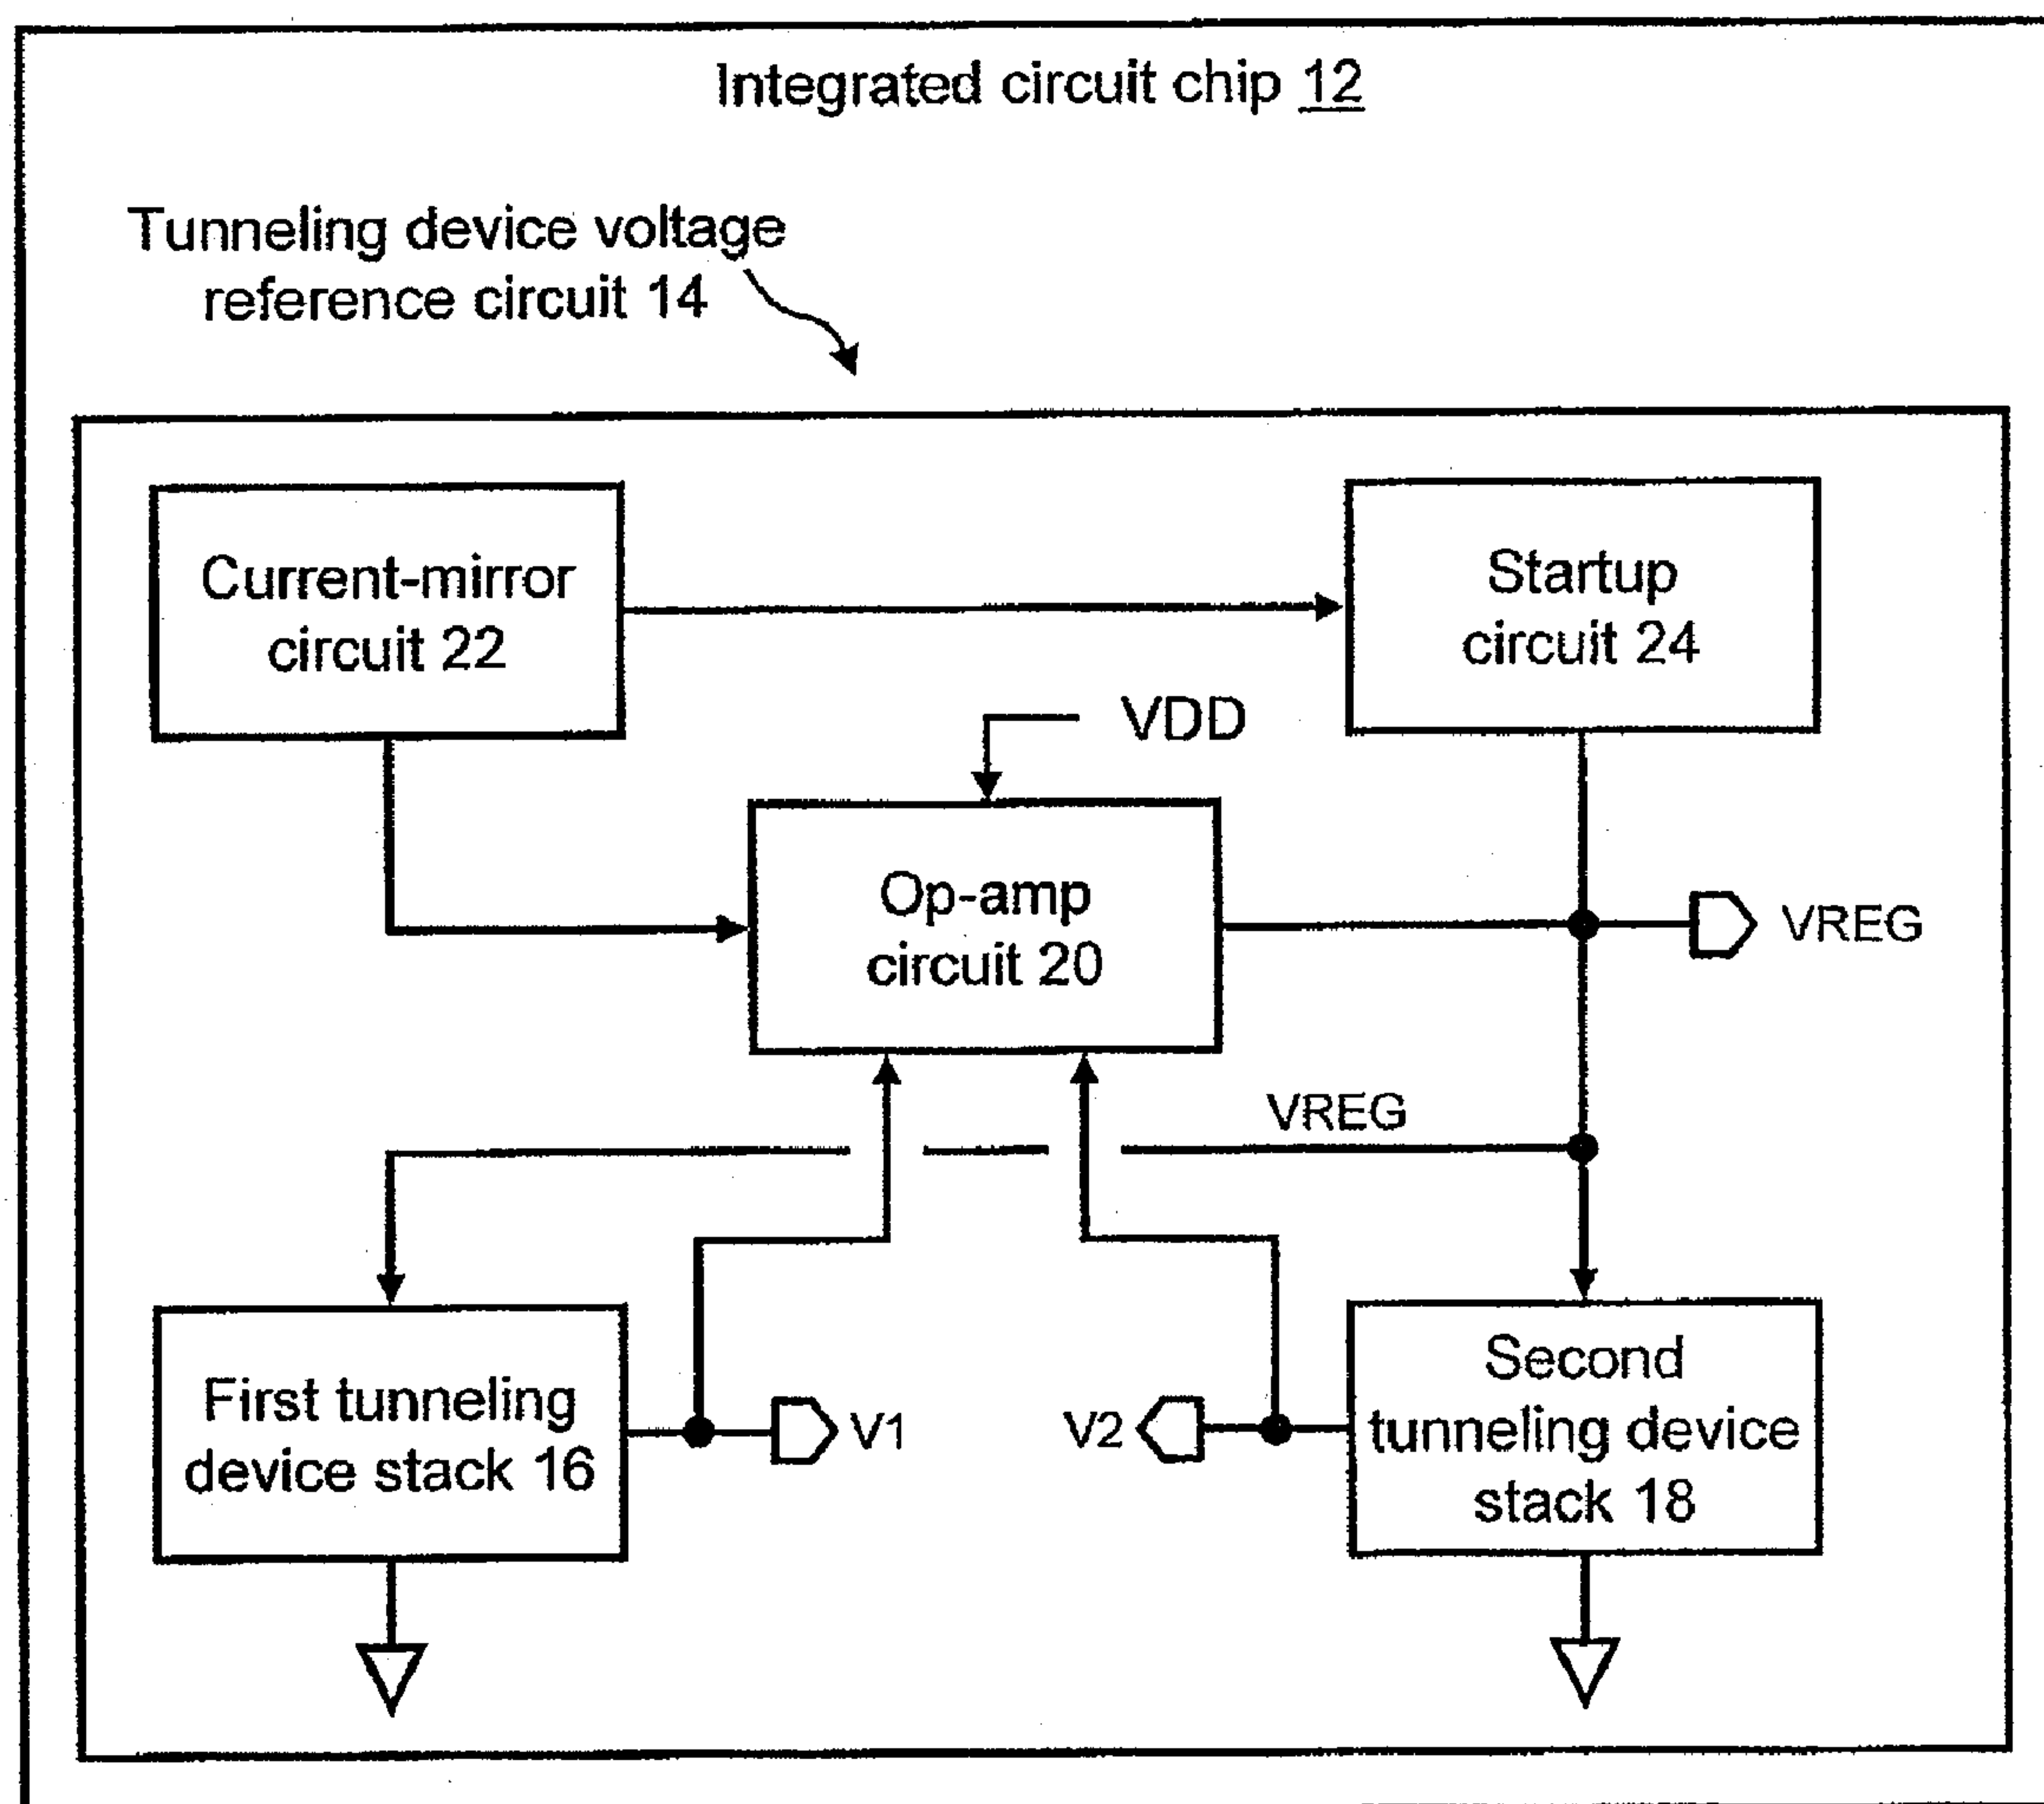 Integrated circuit chip 12
Tunneling device voltage
reference circuit 14
Current-mirror
circuit 22
Startup
circuit 24
VDD
Op-amp
circuit 20
VREG
VREG
First tunneling
device stack 16
V1
V2
Second
tunneling device
stack 18